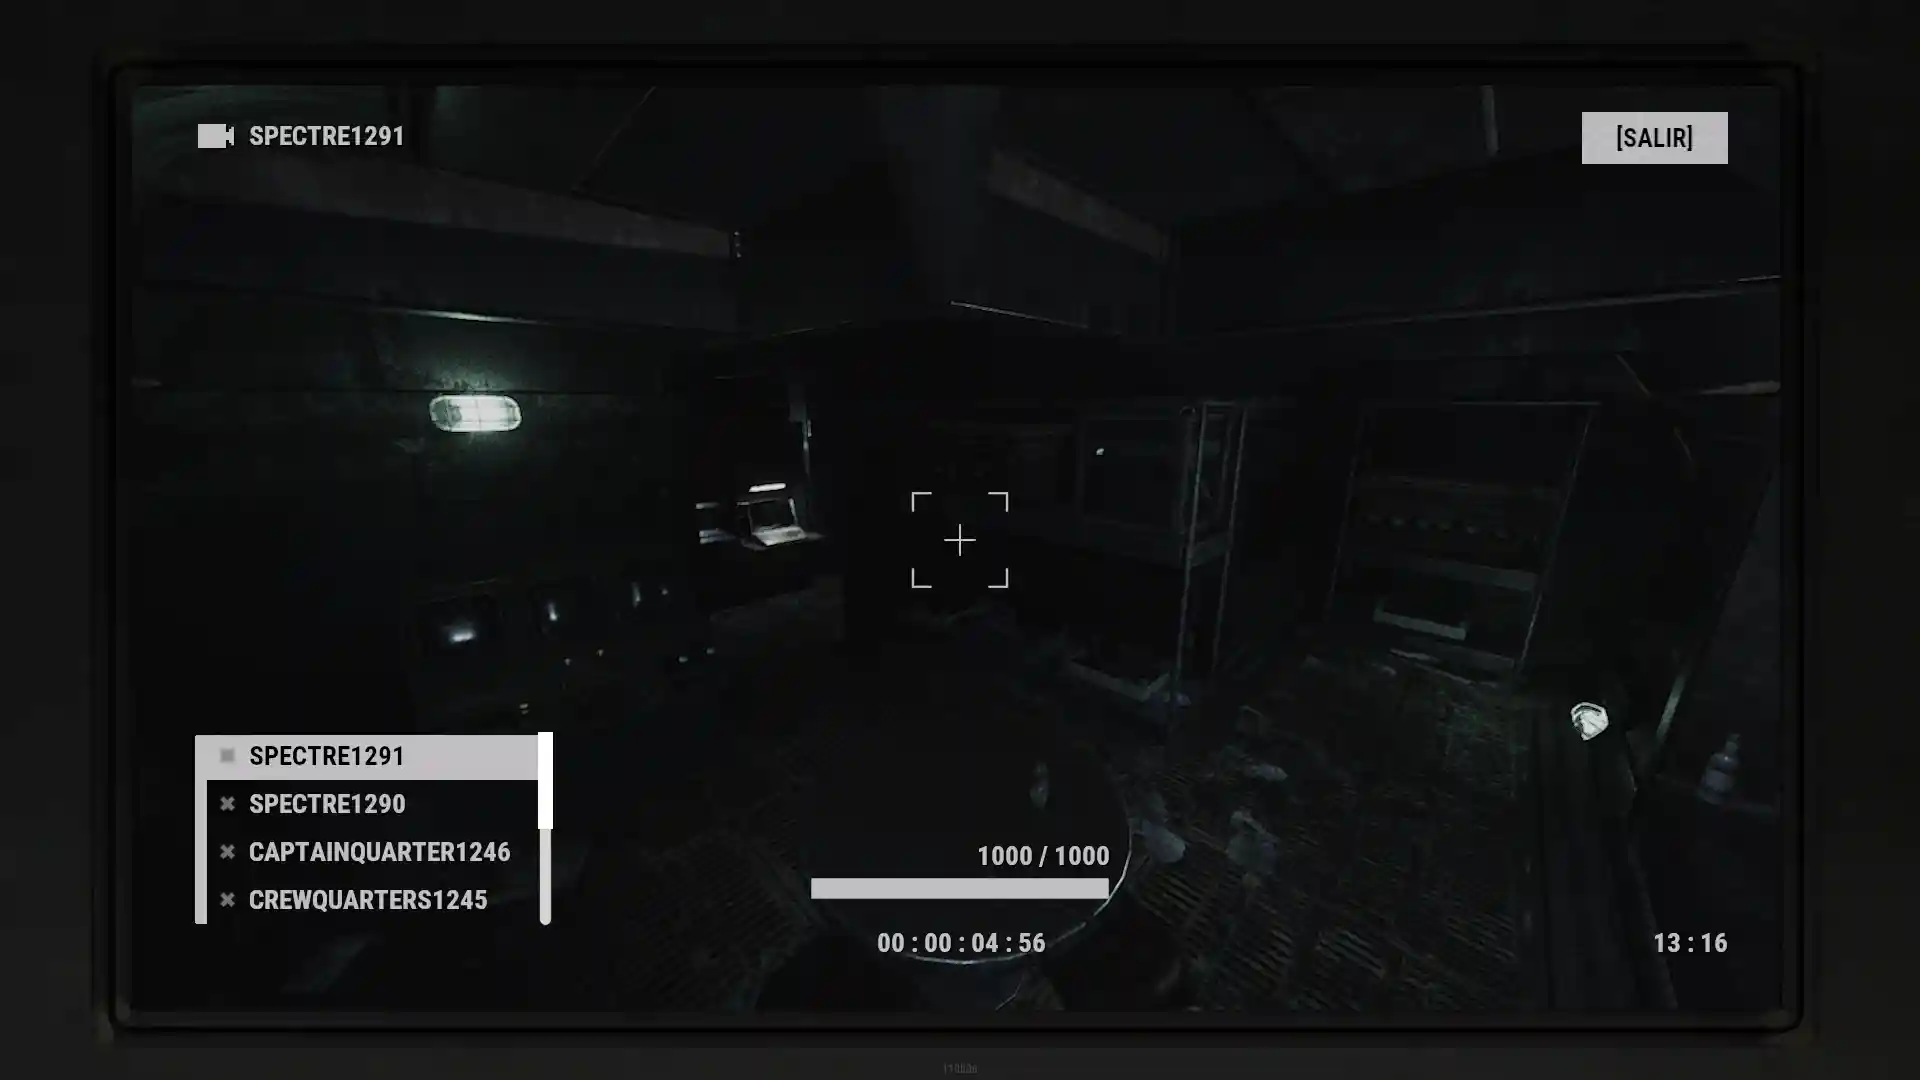 SPECTRE1291
[SALIR]
SPECTRE1291
SPECTRE1290
CAPTAINQUARTER1246
CREWQUARTERS1245
1000 / 1000
00 : 00 : 04 : 56
13 : 16